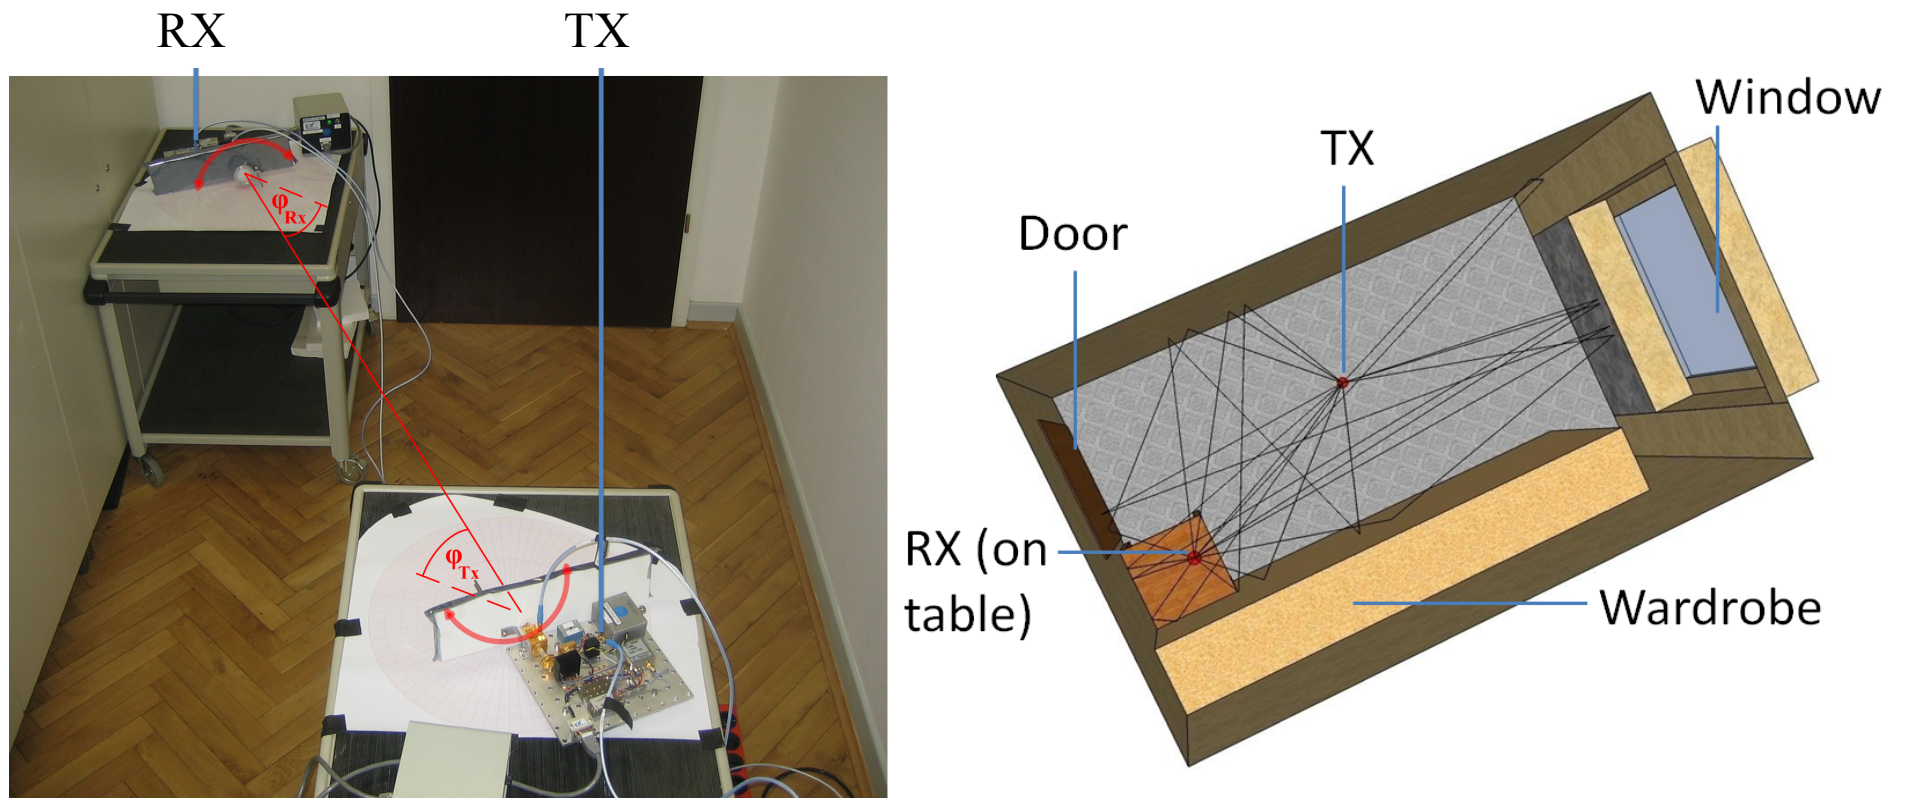 RX
TX
φRx
φTx
Window
TX
Door
RX (on
table)
Wardrobe